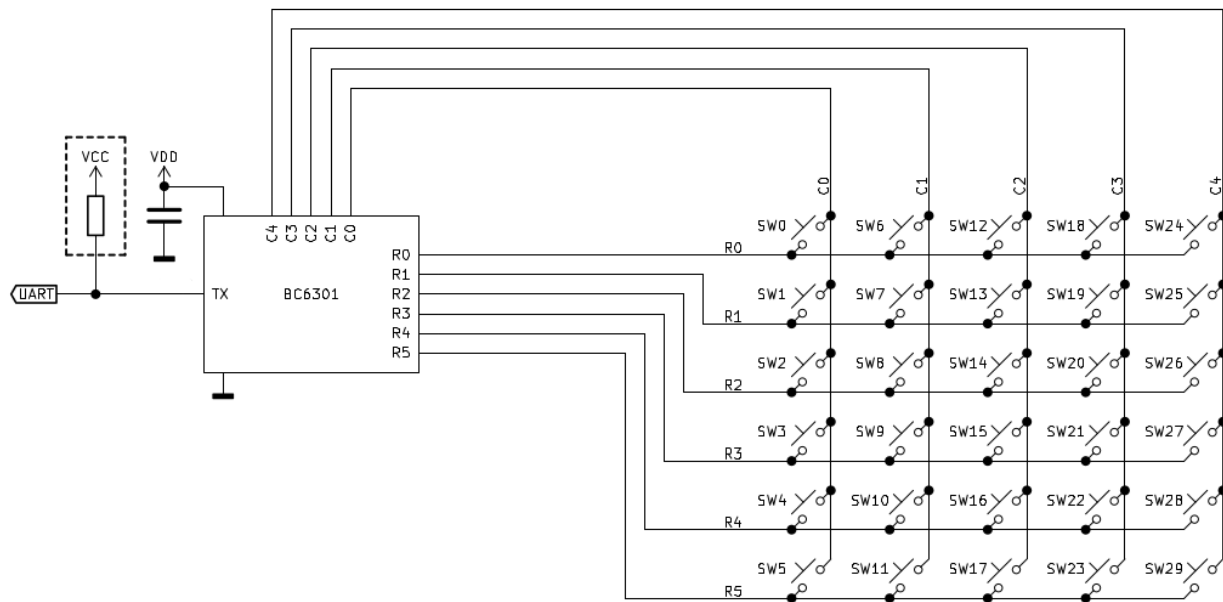 C0 C1 C2 C3 C4
VCC VDD
C4 C3 C2 C1 C0
SW0 SW6 SW12 SW18 SW24
R0 R0
R1
UART TX BC6301 R2 SW1 SW7 SW13 SW19 SW25
R3 R1
R4
R5 SW2 SW8 SW14 SW20 SW26
R2
SW3 SW9 SW15 SW21 SW27
R3
SW4 SW10 SW16 SW22 SW28
R4
SW5 SW11 SW17 SW23 SW29
R5